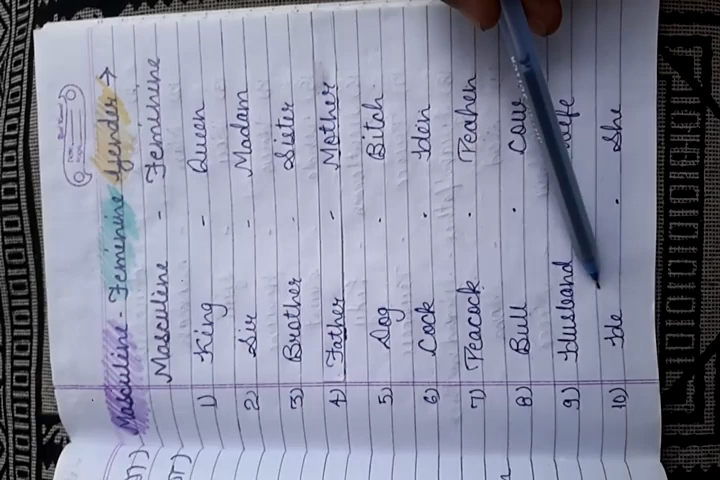 Masculine - Feminine Gender →
Masculine - Feminine
1) King - Queen
2) Sir - Madam
3) Brother - Sister
4) Father - Mother
5) Dog - Bitch
6) Cock - Hen
7) Peacock - Peahen
8) Bull - Cow
9) Husband
10) He - She